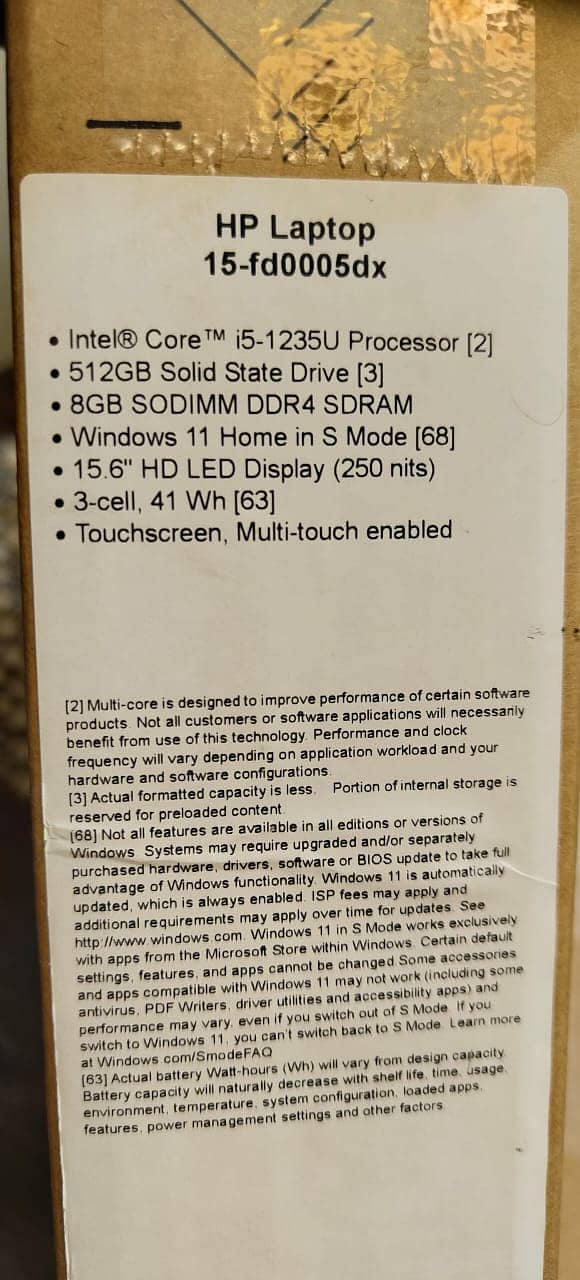 HP Laptop
15-fd0005dx
• Intel® Core™ i5-1235U Processor [2]
• 512GB Solid State Drive [3]
• 8GB SODIMM DDR4 SDRAM
• Windows 11 Home in S Mode [68]
• 15.6" HD LED Display (250 nits)
• 3-cell, 41 Wh [63]
• Touchscreen, Multi-touch enabled
[2] Multi-core is designed to improve performance of certain software
products. Not all customers or software applications will necessarily
benefit from use of this technology. Performance and clock
frequency will vary depending on application workload and your
hardware and software configurations.
[3] Actual formatted capacity is less. Portion of internal storage is
reserved for preloaded content.
[68] Not all features are available in all editions or versions of
Windows. Systems may require upgraded and/or separately
purchased hardware, drivers, software or BIOS update to take full
advantage of Windows functionality. Windows 11 is automatically
updated, which is always enabled. ISP fees may apply and
additional requirements may apply over time for updates. See
http://www.windows.com. Windows 11 in S Mode works exclusively
with apps from the Microsoft Store within Windows. Certain default
settings, features, and apps cannot be changed.Some accessories
and apps compatible with Windows 11 may not work (including some
antivirus, PDF Writers, driver utilities and accessibility apps) and
performance may vary, even if you switch out of S Mode. If you
switch to Windows 11, you can't switch back to S Mode. Learn more
at Windows.com/SmodeFAQ
[63] Actual battery Watt-hours (Wh) will vary from design capacity.
Battery capacity will naturally decrease with shelf life, time, usage,
environment, temperature, system configuration, loaded apps,
features, power management settings and other factors.